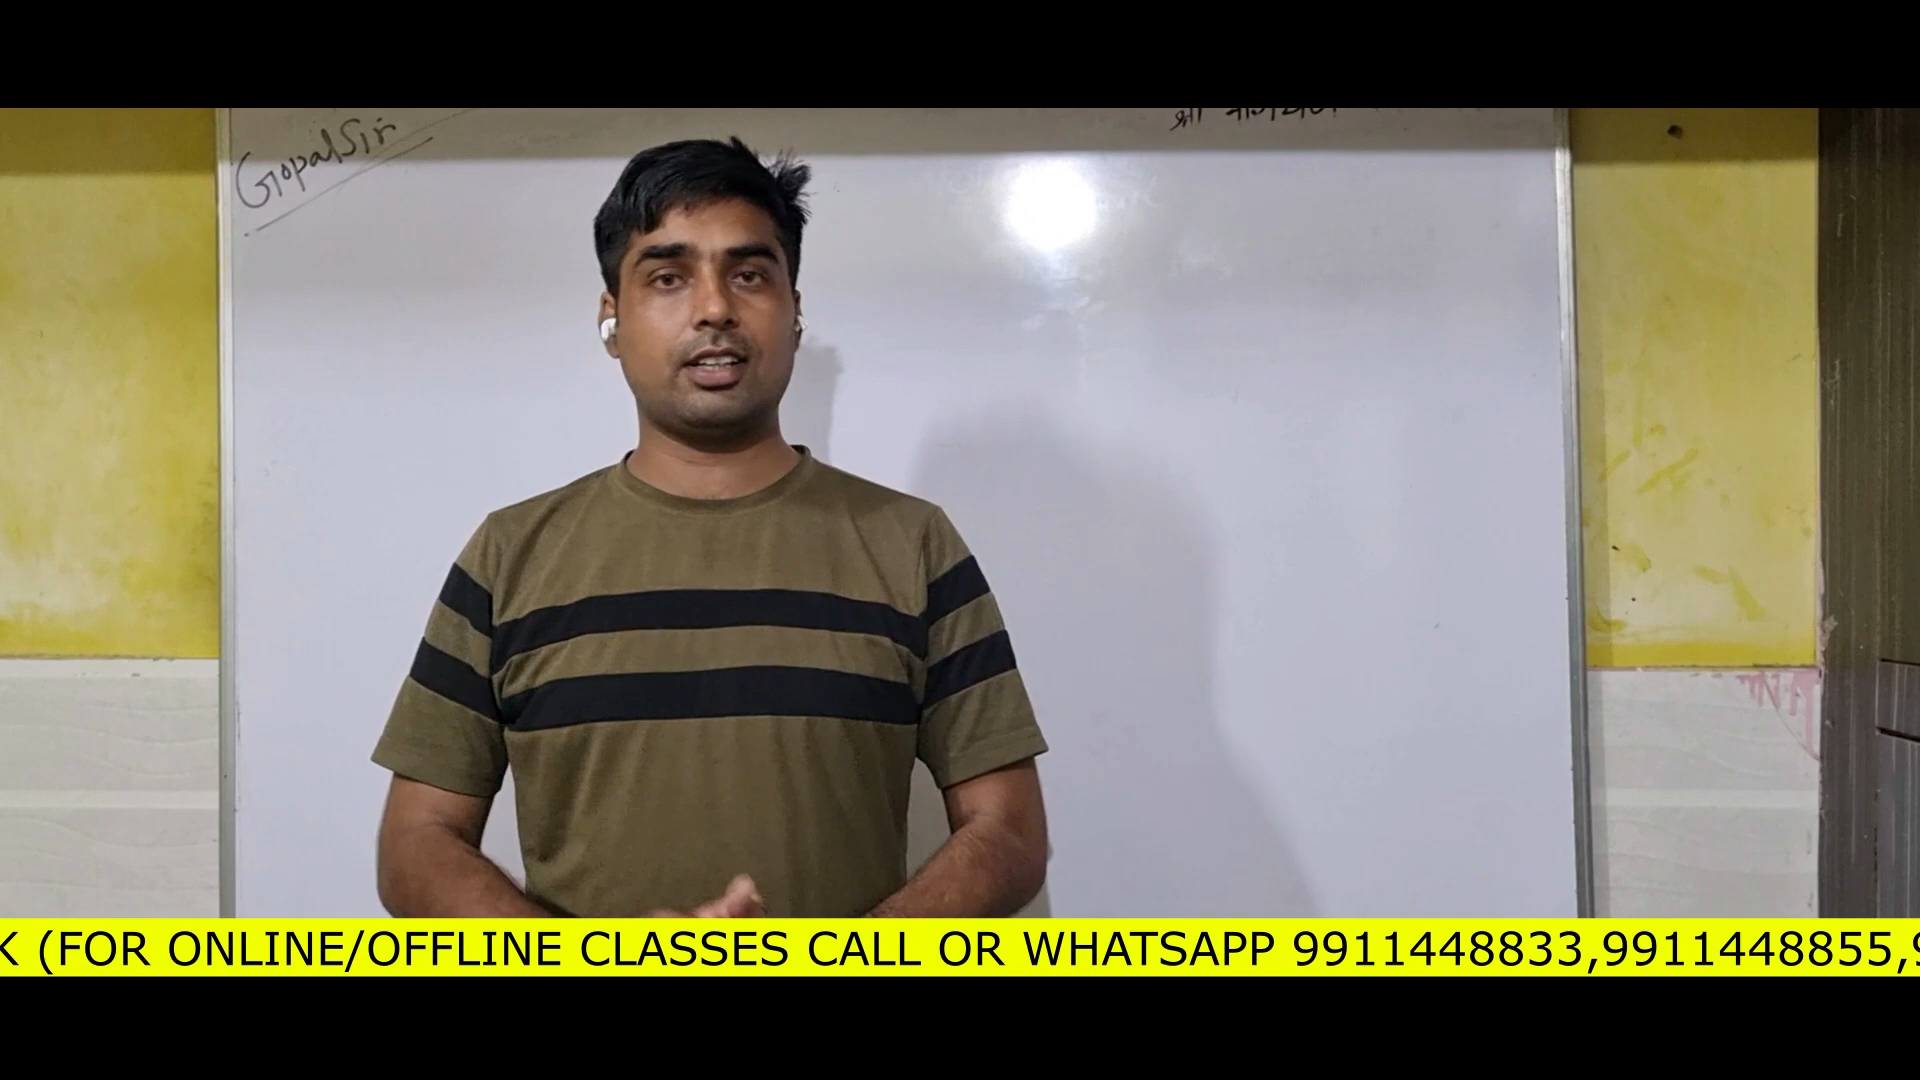 GopalSir
श्री
K (FOR ONLINE/OFFLINE CLASSES CALL OR WHATSAPP 9911448833,9911448855,9